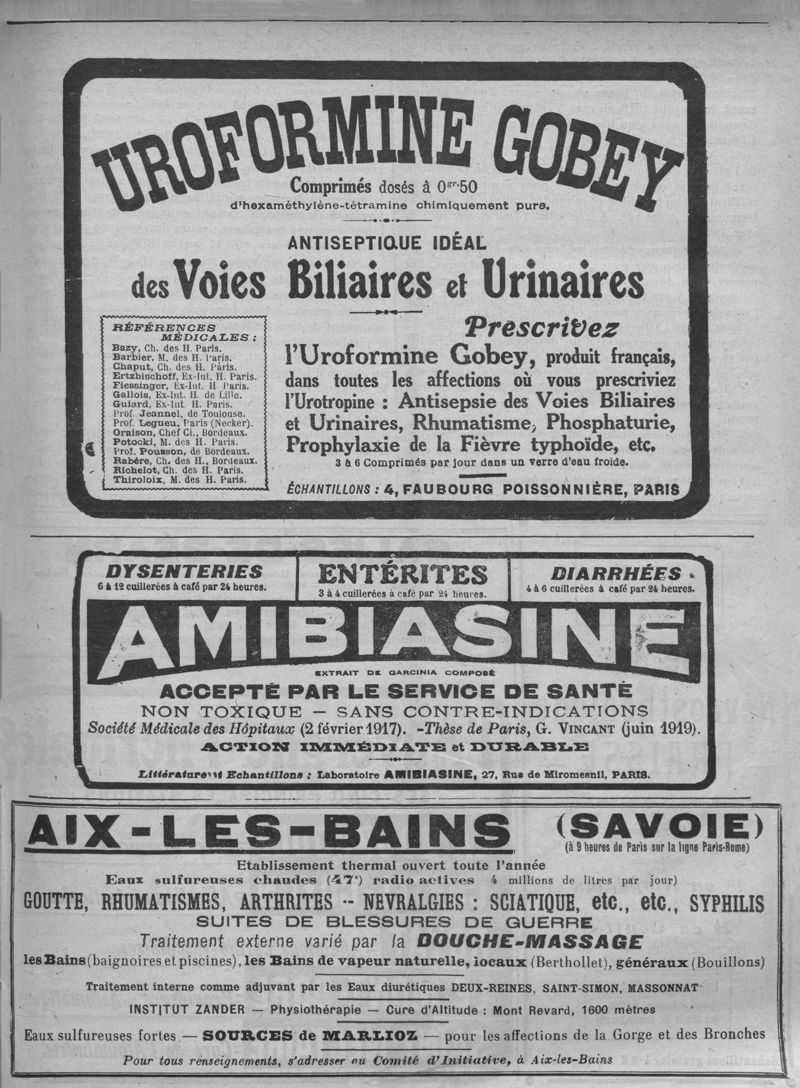 UROFORMINE GOBEY
Comprimés dosés à 0gr.50
d'hexaméthylène-tétramine chimiquement pure.
ANTISEPTIQUE IDÉAL
des Voies Biliaires et Urinaires
RÉFÉRENCES
MÉDICALES :
Bazy, Ch. des H. Paris.
Barbier, M. des H. Paris.
Chaput, Ch. des H. Paris.
Ertzbischoff, Ex-Int. H. Paris.
Fiessinger, Ex-Int. H Paris.
Gallois, Ex-Int. H. de Lille.
Guiard, Ex-Int. H. Paris.
Prof. Jeannel, de Toulouse.
Prof. Legueu, Paris (Necker).
Oraison, Chef Cl., Bordeaux.
Potocki, M. des H. Paris.
Prof. Pousson, de Bordeaux.
Rabère, Ch. des H., Bordeaux.
Richelot, Ch. des H. Paris.
Thiroloix, M. des H. Paris.
Prescrivez
l'Uroformine Gobey, produit français,
dans toutes les affections où vous prescriviez
l'Urotropine : Antisepsie des Voies Biliaires
et Urinaires, Rhumatisme, Phosphaturie,
Prophylaxie de la Fièvre typhoïde, etc.
3 à 6 Comprimés par jour dans un verre d'eau froide.
ÉCHANTILLONS : 4, FAUBOURG POISSONNIÉRE, PARIS
DYSENTERIES
6 à 12 cuillerées à café par 24 heures.
ENTÉRITES
3 à 4 cuillerées à café par 24 heures.
DIARRHÉES
4 à 6 cuillerées à café par 24 heures.
AMIBIASINE
EXTRAIT DE GARCINIA COMPOSÉ
ACCEPTÉ PAR LE SERVICE DE SANTÉ
NON TOXIQUE — SANS CONTRE-INDICATIONS
Société Médicale des Hôpitaux (2 février 1917). - Thèse de Paris, G. VINCANT (juin 1919).
ACTION IMMÉDIATE et DURABLE
Littérature et Echantillons : Laboratoire AMIBIASINE, 27, Rue de Miromesnil, PARIS.
AIX-LES-BAINS (SAVOIE)
(à 9 heures de Paris sur la ligne Paris-Rome)
Etablissement thermal ouvert toute l'année
Eaux sulfureuses chaudes (47°) radio actives 4 millions de litres par jour)
GOUTTE, RHUMATISMES, ARTHRITES -- NEVRALGIES : SCIATIQUE, etc., etc., SYPHILIS
SUITES DE BLESSURES DE GUERRE
Traitement externe varié par la DOUCHE-MASSAGE
les Bains (baignoires et piscines), les Bains de vapeur naturelle, locaux (Berthollet), généraux (Bouillons)
Traitement interne comme adjuvant par les Eaux diurétiques DEUX-REINES, SAINT-SIMON, MASSONNAT
INSTITUT ZANDER — Physiothérapie — Cure d'Altitude : Mont Revard, 1600 mètres
Eaux sulfureuses fortes — SOURCES de MARLIOZ — pour les affections de la Gorge et des Bronches
Pour tous renseignements, s'adresser au Comité d'Initiative, à Aix-les-Bains